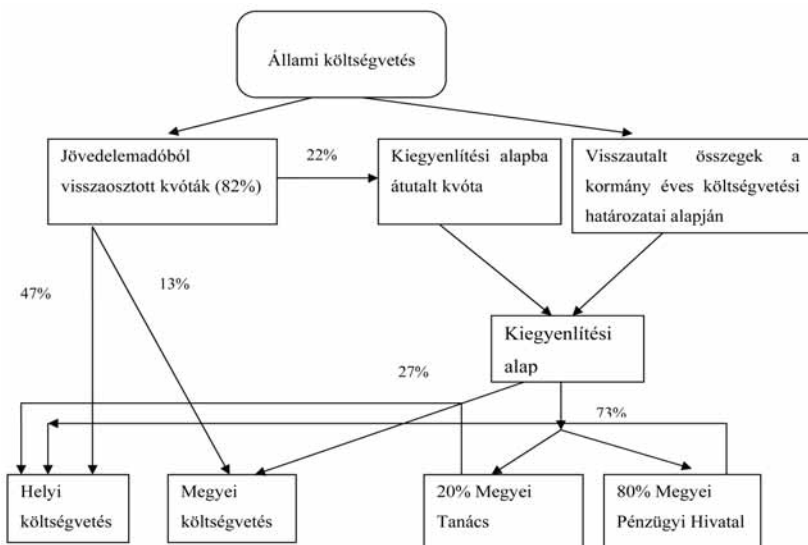 Állami költségvetés
Jövedelemadóból
visszaosztott kvóták (82%)
22%
Kiegyenlítési alapba
átutalt kvóta
Visszautalt összegek a
kormány éves költségvetési
határozatai alapján
47%
13%
Kiegyenlítési
alap
27%
73%
Helyi
költségvetés
Megyei
költségvetés
20% Megyei
Tanács
80% Megyei
Pénzügyi Hivatal